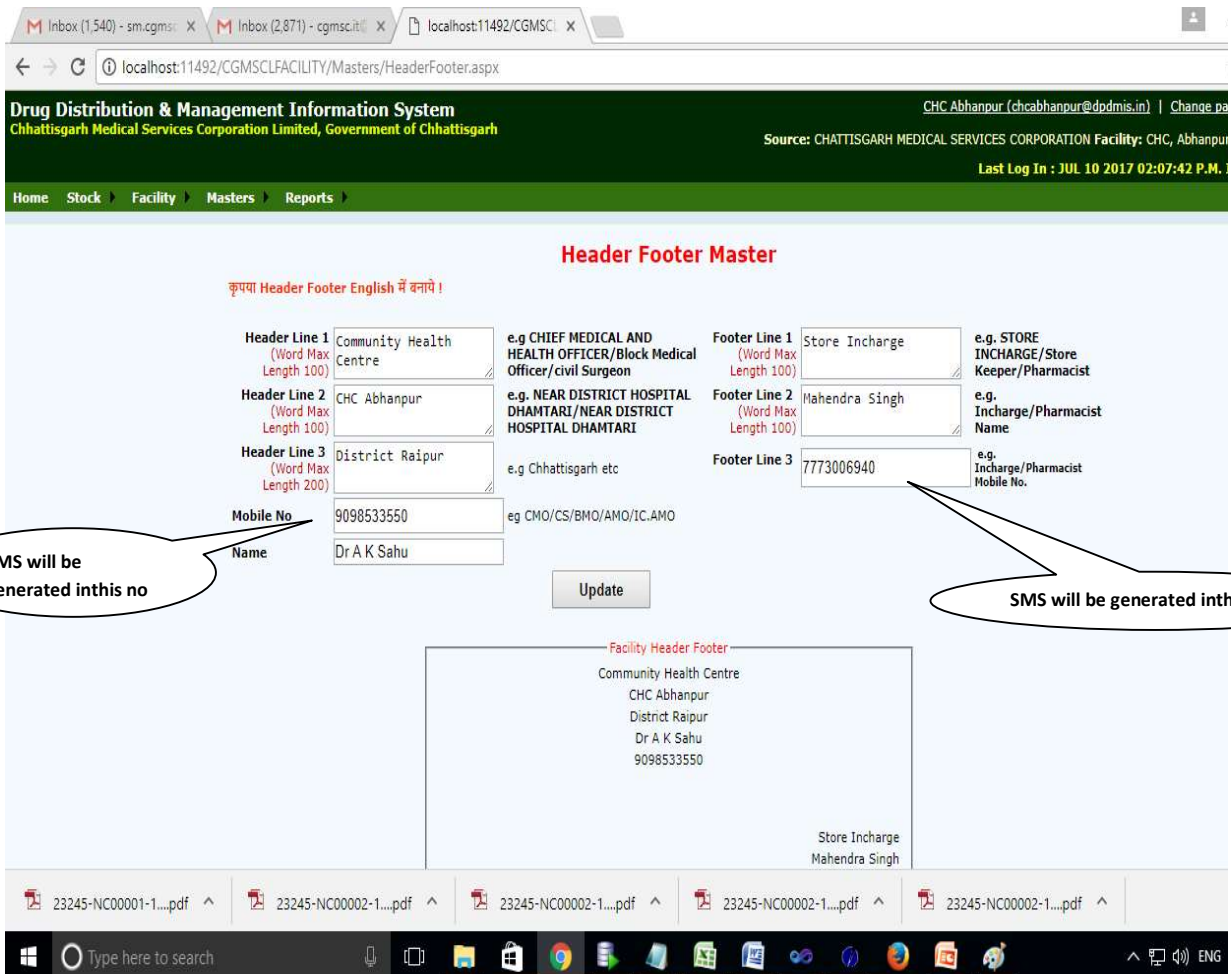 Inbox (1,540) - sm.cgmsc
Inbox (2,871) - cgmsc.it@
localhost:11492/CGMSCL
localhost:11492/CGMSCLFACILITY/Masters/HeaderFooter.aspx
Drug Distribution & Management Information System
Chhattisgarh Medical Services Corporation Limited, Government of Chhattisgarh
CHC Abhanpur (chcabhanpur@dpdmis.in) | Change pa
Source: CHATTISGARH MEDICAL SERVICES CORPORATION Facility: CHC, Abhanpur
Last Log In : JUL 10 2017 02:07:42 P.M. I
Home Stock Facility Masters Reports
Header Footer Master
कृपया Header Footer English में बनाये !
Header Line 1
(Word Max
Length 100)
Community Health
Centre
e.g CHIEF MEDICAL AND
HEALTH OFFICER/Block Medical
Officer/civil Surgeon
Footer Line 1
(Word Max
Length 100)
Store Incharge
e.g. STORE
INCHARGE/Store
Keeper/Pharmacist
Header Line 2
(Word Max
Length 100)
CHC Abhanpur
e.g. NEAR DISTRICT HOSPITAL
DHAMTARI/NEAR DISTRICT
HOSPITAL DHAMTARI
Footer Line 2
(Word Max
Length 100)
Mahendra Singh
e.g.
Incharge/Pharmacist
Name
Header Line 3
(Word Max
Length 200)
District Raipur
e.g Chhattisgarh etc
Footer Line 3
7773006940
e.g.
Incharge/Pharmacist
Mobile No.
Mobile No
9098533550
eg CMO/CS/BMO/AMO/IC.AMO
Name
Dr A K Sahu
MS will be
enerated inthis no
Update
SMS will be generated inth
Facility Header Footer
Community Health Centre
CHC Abhanpur
District Raipur
Dr A K Sahu
9098533550
Store Incharge
Mahendra Singh
23245-NC00001-1....pdf
23245-NC00002-1....pdf
23245-NC00002-1....pdf
23245-NC00002-1....pdf
23245-NC00002-1....pdf
Type here to search
ENG